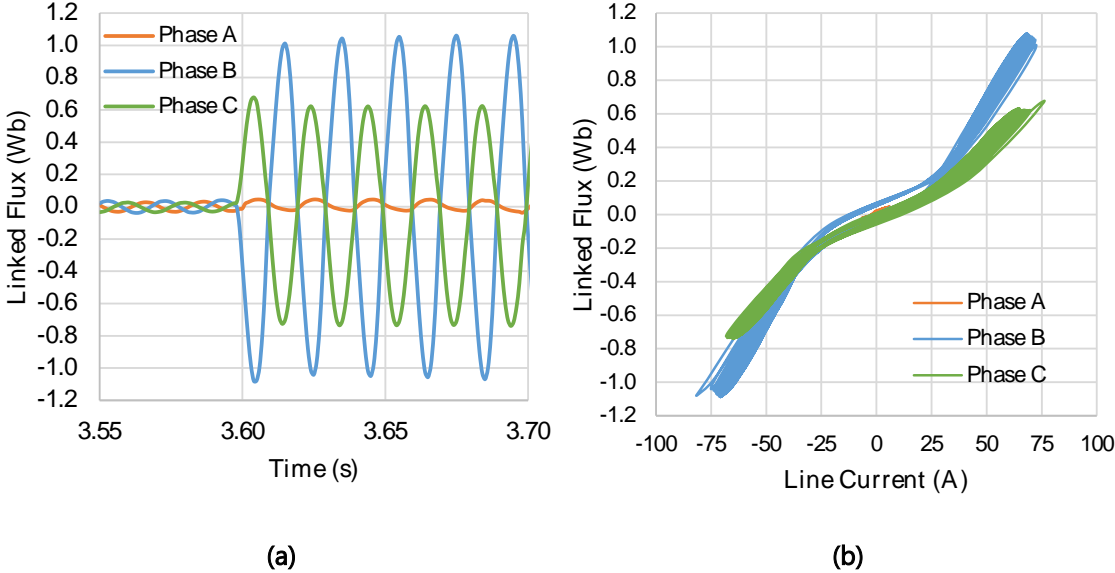 1.2
1.0
0.8
0.6
0.4
0.2
0.0
-0.2
-0.4
-0.6
-0.8
-1.0
-1.2
Linked Flux (Wb)
Phase A
Phase B
Phase C
3.55 3.60 3.65 3.70
Time (s)
(a)
1.2
1.0
0.8
0.6
0.4
0.2
0.0
-0.2
-0.4
-0.6
-0.8
-1.0
-1.2
Linked Flux (Wb)
Phase A
Phase B
Phase C
-100 -75 -50 -25 0 25 50 75 100
Line Current (A)
(b)